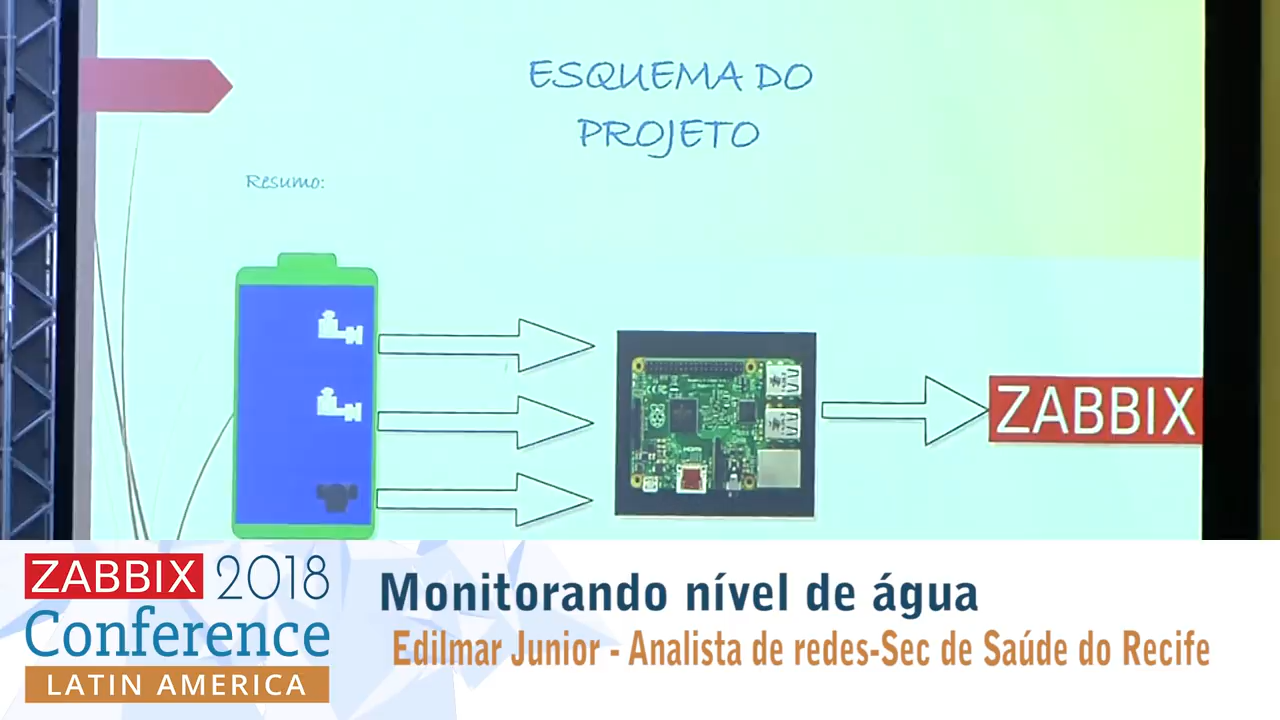 ESQUEMA DO
PROJETO
Resumo:
HDMI
ZABBIX
ZABBIX 2018
Conference
LATIN AMERICA
Monitorando nível de água
Edilmar Junior - Analista de redes-Sec de Saúde do Recife